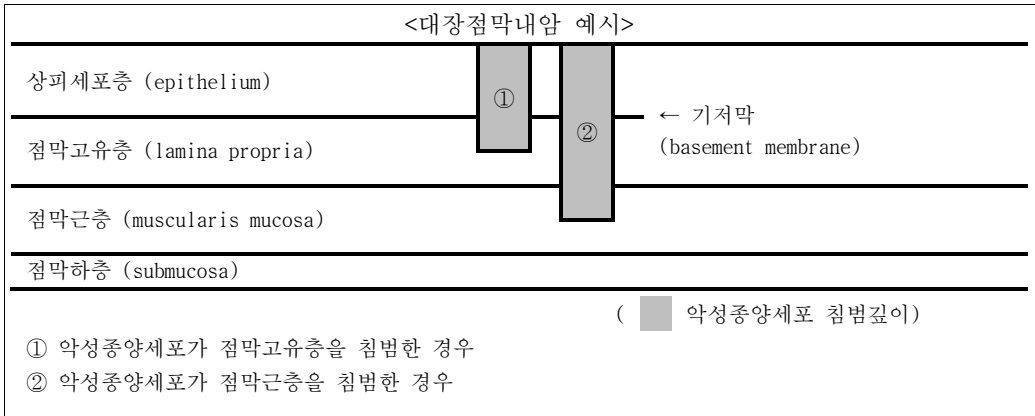 <대장점막내암 예시>
상피세포층 (epithelium)
①
②
← 기저막
(basement membrane)
점막고유층 (lamina propria)
점막근층 (muscularis mucosa)
점막하층 (submucosa)
( 악성종양세포 침범깊이)
① 악성종양세포가 점막고유층을 침범한 경우
② 악성종양세포가 점막근층을 침범한 경우